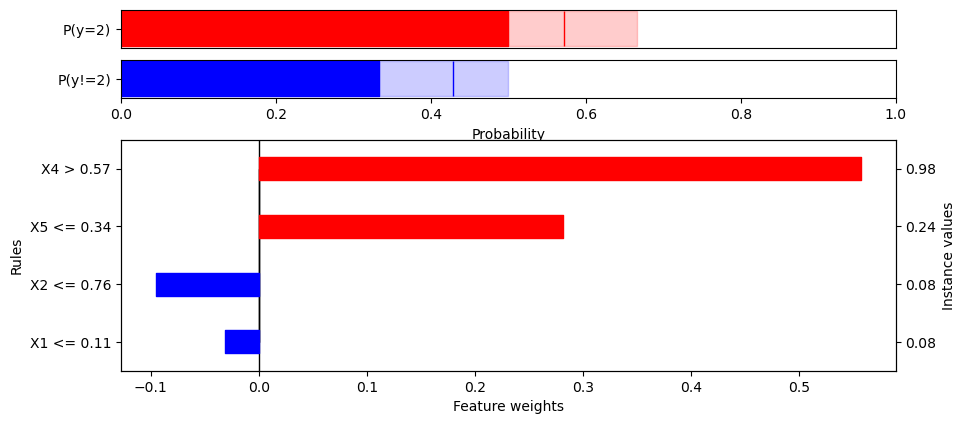 P(y=2)
P(y!=2)
0.0 0.2 0.4 0.6 0.8 1.0
Probability
X4 > 0.57 0.98
X5 <= 0.34 0.24
X2 <= 0.76 0.08
X1 <= 0.11 0.08
Rules
Instance values
−0.1 0.0 0.1 0.2 0.3 0.4 0.5
Feature weights